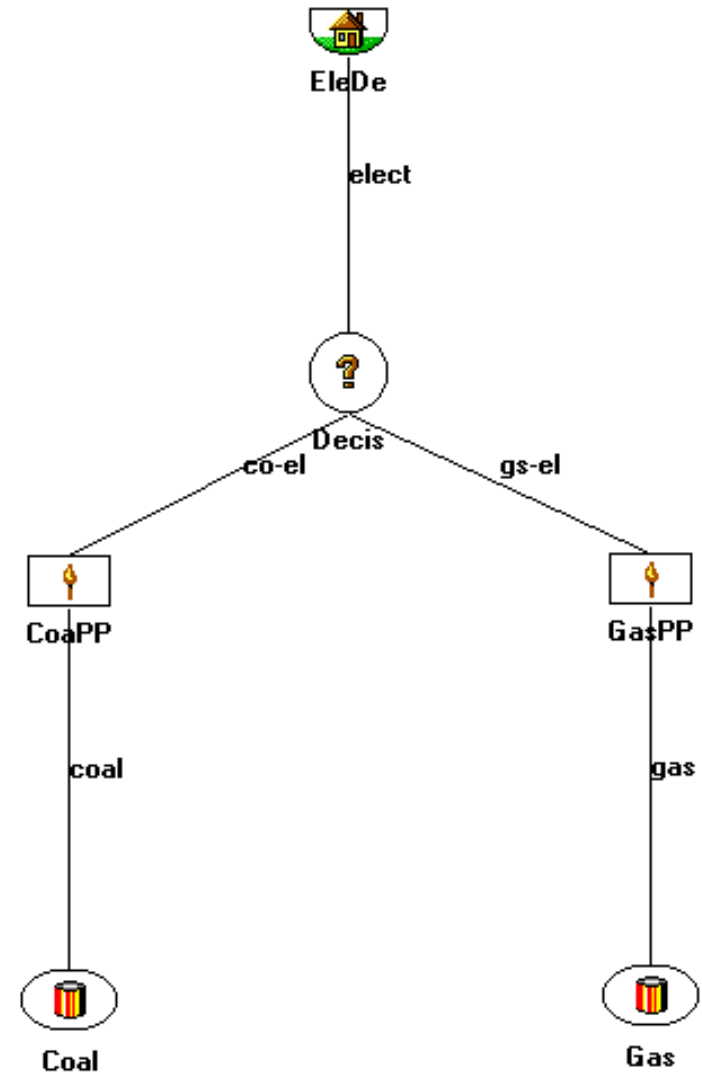 EleDe
elect
?
Decis
co-el
gs-el
CoaPP
GasPP
coal
gas
Coal
Gas